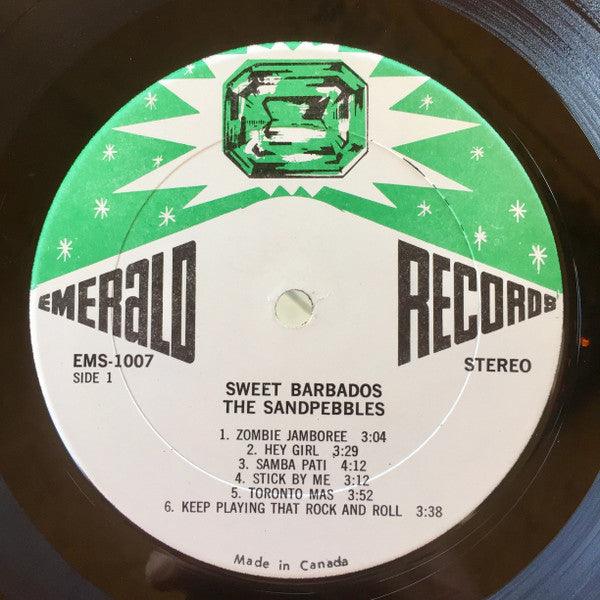 EMERALD RECORDS
EMS-1007
SIDE 1
STEREO
SWEET BARBADOS
THE SANDPEBBLES
1. ZOMBIE JAMBOREE 3:04
2. HEY GIRL 3:29
3. SAMBA PATI 4:12
4. STICK BY ME 3:12
5. TORONTO MAS 3:52
6. KEEP PLAYING THAT ROCK AND ROLL 3:38
Made in Canada